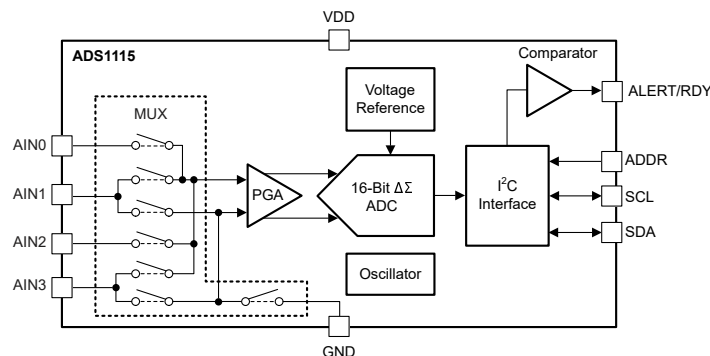 VDD
ADS1115
Comparator
Voltage
Reference
MUX
ALERT/RDY
AIN0
ADDR
AIN1
PGA
16-Bit ΔΣ
ADC
I²C
Interface
SCL
AIN2
SDA
Oscillator
AIN3
GND